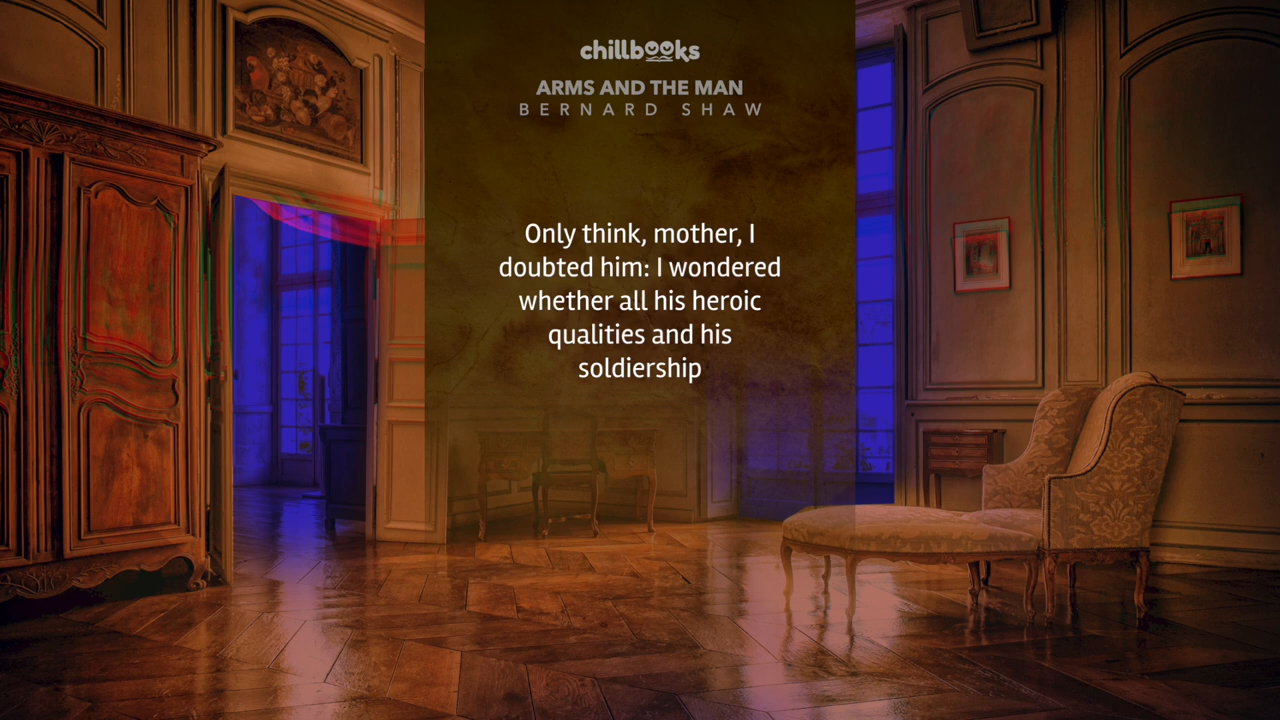 chillbooks
ARMS AND THE MAN
BERNARD SHAW
Only think, mother, I
doubted him: I wondered
whether all his heroic
qualities and his
soldiership